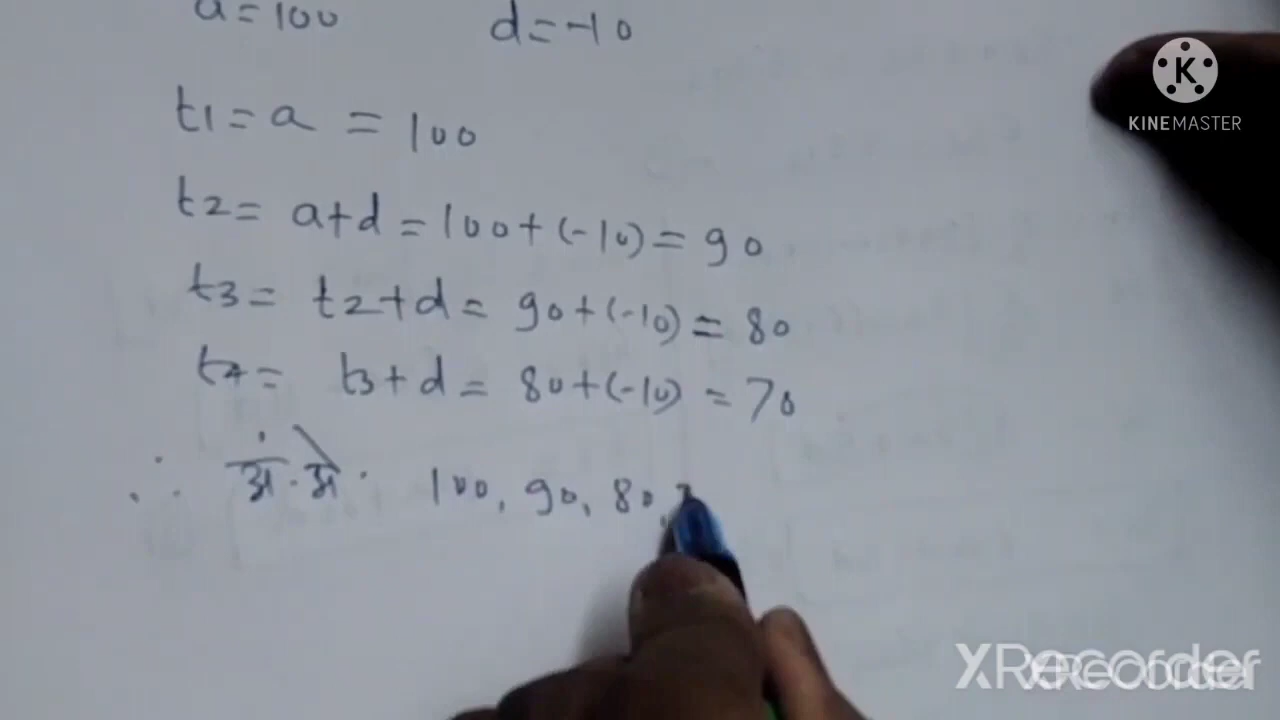 a=100 d=-10
t1= a = 100
t2= a+d = 100+(-10) = 90
t3= t2+d = 90+(-10) = 80
t4= t3+d = 80+(-10) = 70
∴ 100, 90, 80,
K
KINEMASTER
XRecorder